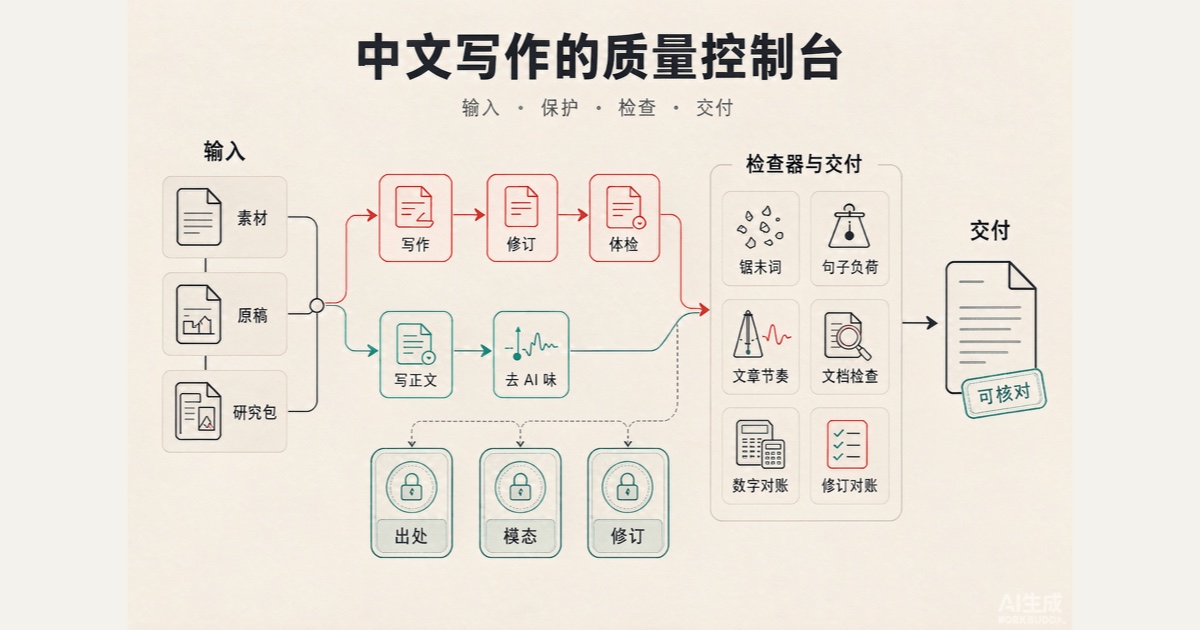 中文写作的质量控制台
输入 · 保护 · 检查 · 交付
输入
素材
原稿
研究包
写作
修订
体检
写正文
去 AI 味
出处
模态
修订
检查器与交付
锯末词
句子负荷
文章节奏
文档检查
数字对账
修订对账
交付
可核对
AI生成